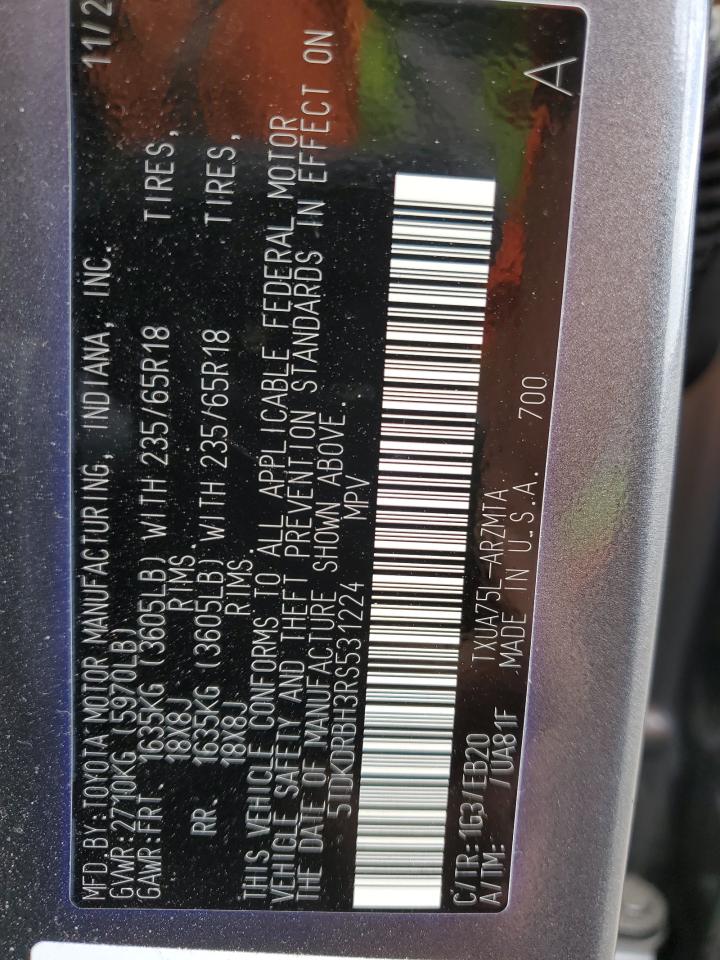 MFD.BY:TOYOTA MOTOR MANUFACTURING, INDIANA, INC. 11/2
GVWR:2710KG (5970LB)
GAWR:FRT. 1635KG (3605LB) WITH 235/65R18 TIRES,
18X8J RIMS.
RR. 1635KG (3605LB) WITH 235/65R18 TIRES,
18X8J RIMS.
THIS VEHICLE CONFORMS TO ALL APPLICABLE FEDERAL MOTOR
VEHICLE SAFETY AND THEFT PREVENTION STANDARDS IN EFFECT ON
THE DATE OF MANUFACTURE SHOWN ABOVE.
5TDKDRBH3RS531224 MPV
C/TR:1G3/EB20 TXUA75L-ARZMTA A
A/TM: /UA81F MADE IN U.S.A. 700